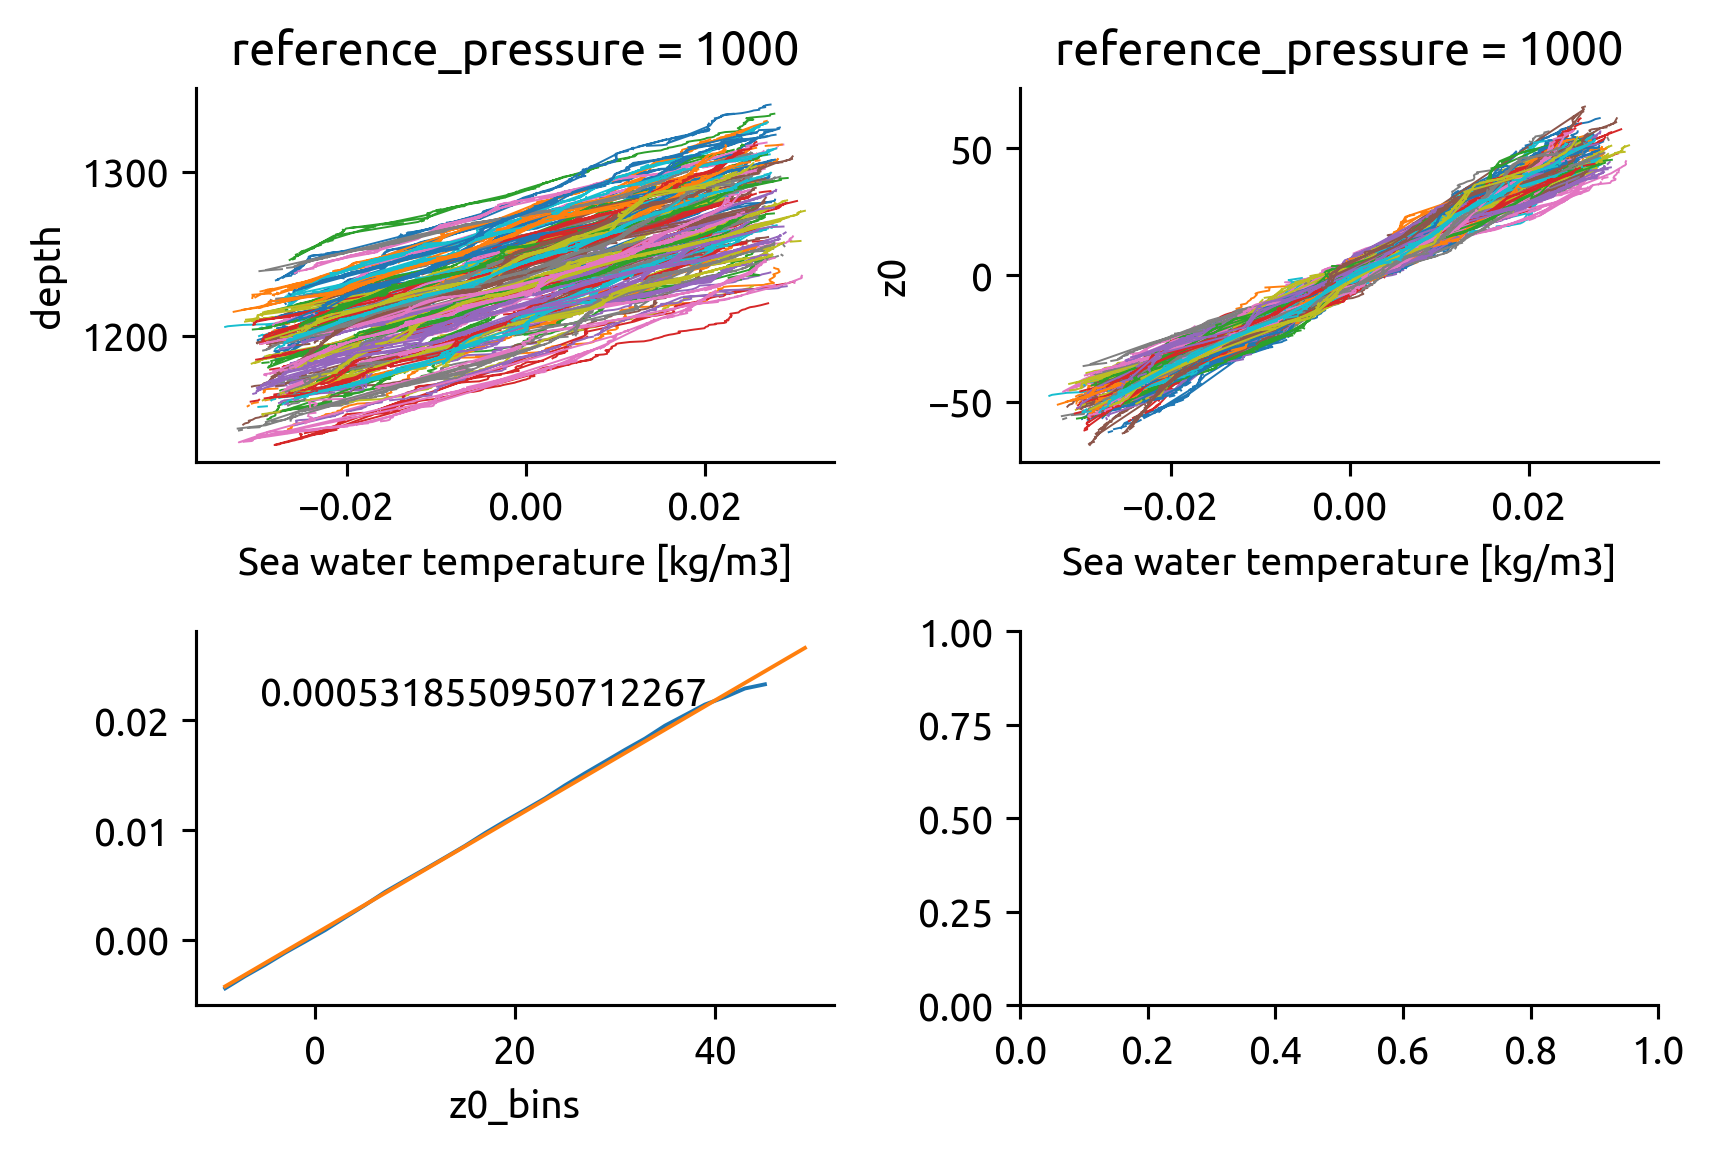 reference_pressure = 1000
1300
1200
depth
−0.02 0.00 0.02
Sea water temperature [kg/m3]
reference_pressure = 1000
50
0
−50
z0
−0.02 0.00 0.02
Sea water temperature [kg/m3]
0.0005318550950712267
0.02
0.01
0.00
0 20 40
z0_bins
1.00
0.75
0.50
0.25
0.00
0.0 0.2 0.4 0.6 0.8 1.0